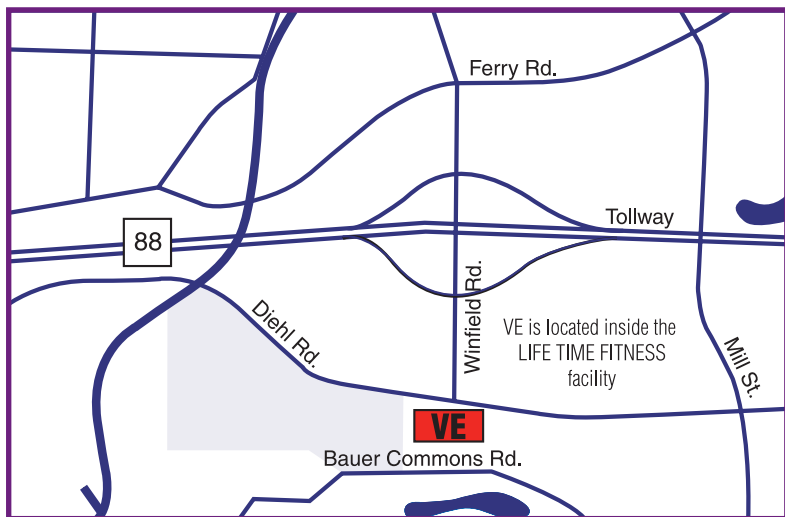 Ferry Rd.
Tollway
88
Winfield Rd.
Diehl Rd.
VE is located inside the
LIFE TIME FITNESS
facility
Mill St.
VE
Bauer Commons Rd.